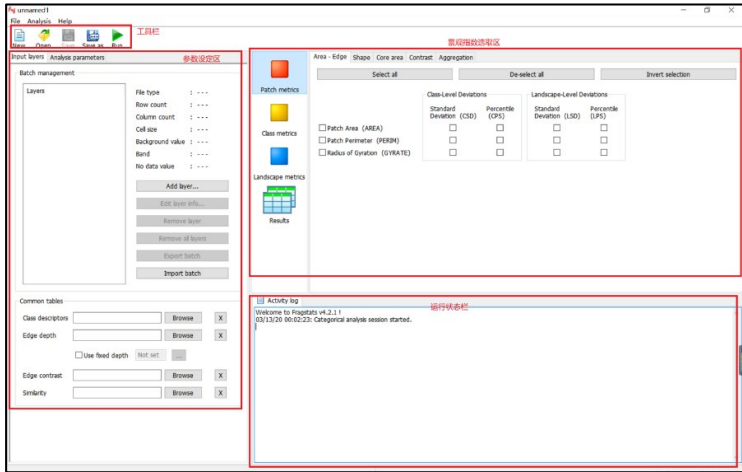 unnamed1
File Analysis Help
New Open Save Save as Run
工具栏
Input layers Analysis parameters
参数设定区
Batch management
Layers
File type : ---
Row count : ---
Column count : ---
Cell size : ---
Background value : ---
Band : ---
No data value : ---
Add layer...
Edit layer info...
Remove layer
Remove all layers
Export batch
Import batch
Common tables
Class descriptors Browse X
Edge depth Browse X
Use fixed depth Not set ...
Edge contrast Browse X
Similarity Browse X
景观指数选取区
Patch metrics
Class metrics
Landscape metrics
Results
Area - Edge Shape Core area Contrast Aggregation
Select all De-select all Invert selection
Class-Level Deviations Landscape-Level Deviations
Standard Percentile Standard Percentile
Deviation (CSD) (CPS) Deviation (LSD) (LPS)
Patch Area (AREA)
Patch Perimeter (PERIM)
Radius of Gyration (GYRATE)
Activity log
运行状态栏
Welcome to Fragstats v4.2.1 !
03/13/20 00:02:23: Categorical analysis session started.